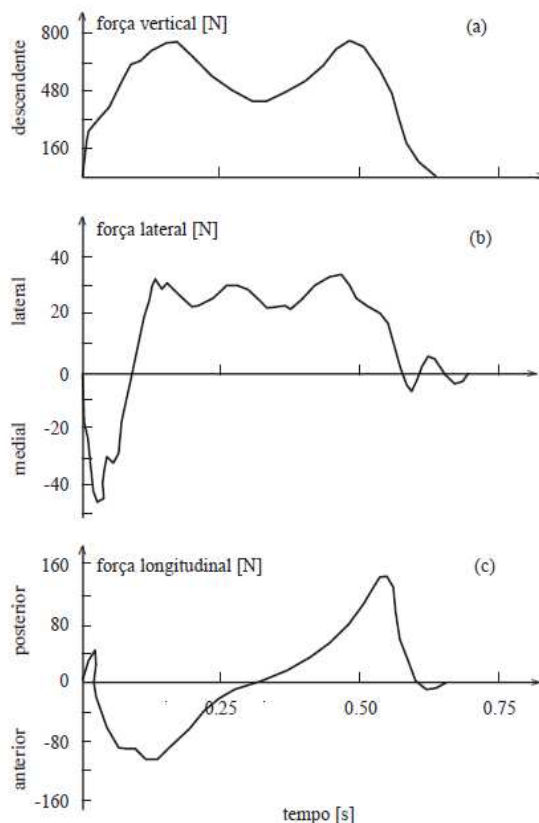 força vertical [N]
(a)
800
480
160
descendente
força lateral [N]
(b)
40
20
0
-20
-40
lateral
medial
força longitudinal [N]
(c)
160
80
0
-80
-160
posterior
anterior
0.25
0.50
0.75
tempo [s]